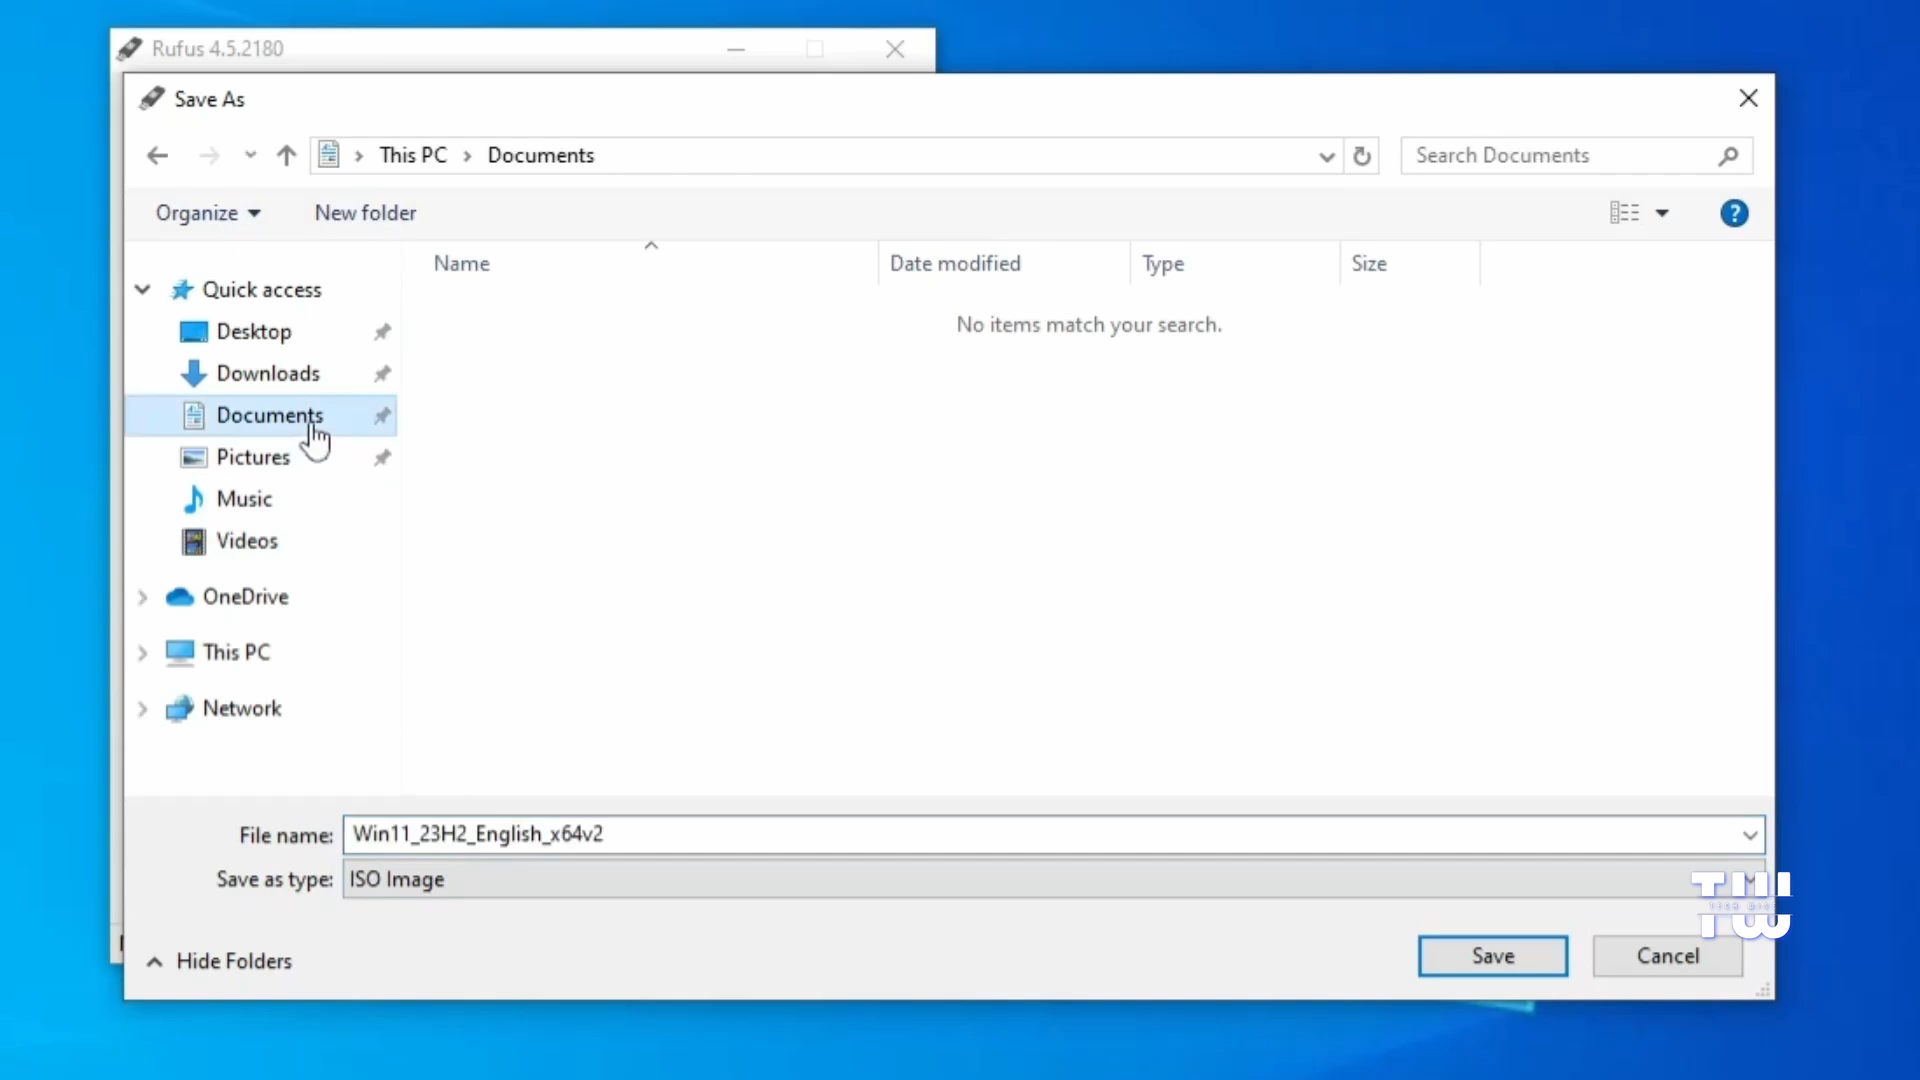 Rufus 4.5.2180
Save As
This PC > Documents
Search Documents
Organize
New folder
?
Name
Date modified
Type
Size
No items match your search.
Quick access
Desktop
Downloads
Documents
Pictures
Music
Videos
OneDrive
This PC
Network
File name: Win11_23H2_English_x64v2
Save as type: ISO Image
Hide Folders
Save
Cancel